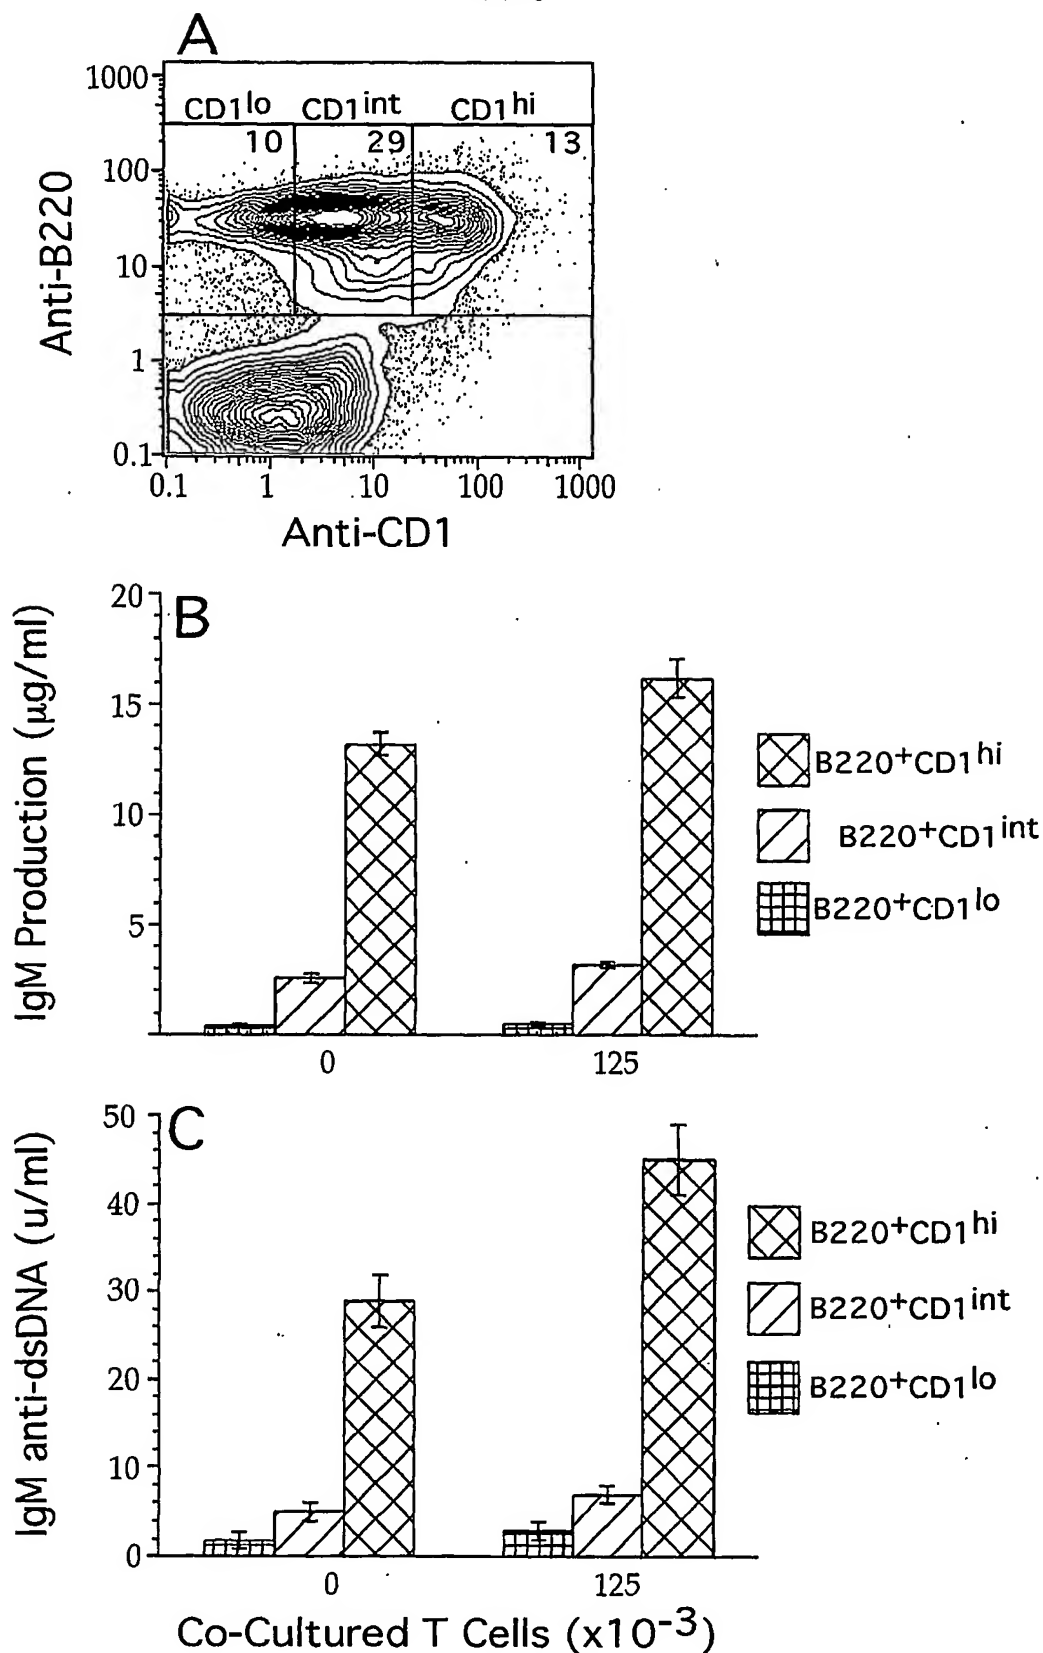 A
1000
CD1lo CD1int CD1hi
10 29 13
100
10
1
0.1
Anti-B220
0.1 1 10 100 1000
Anti-CD1
B
20
15
10
5
IgM Production (µg/ml)
0 125
B220+CD1hi
B220+CD1int
B220+CD1lo
C
50
40
30
20
10
0
IgM anti-dsDNA (u/ml)
0 125
B220+CD1hi
B220+CD1int
B220+CD1lo
Co-Cultured T Cells (x10-3)